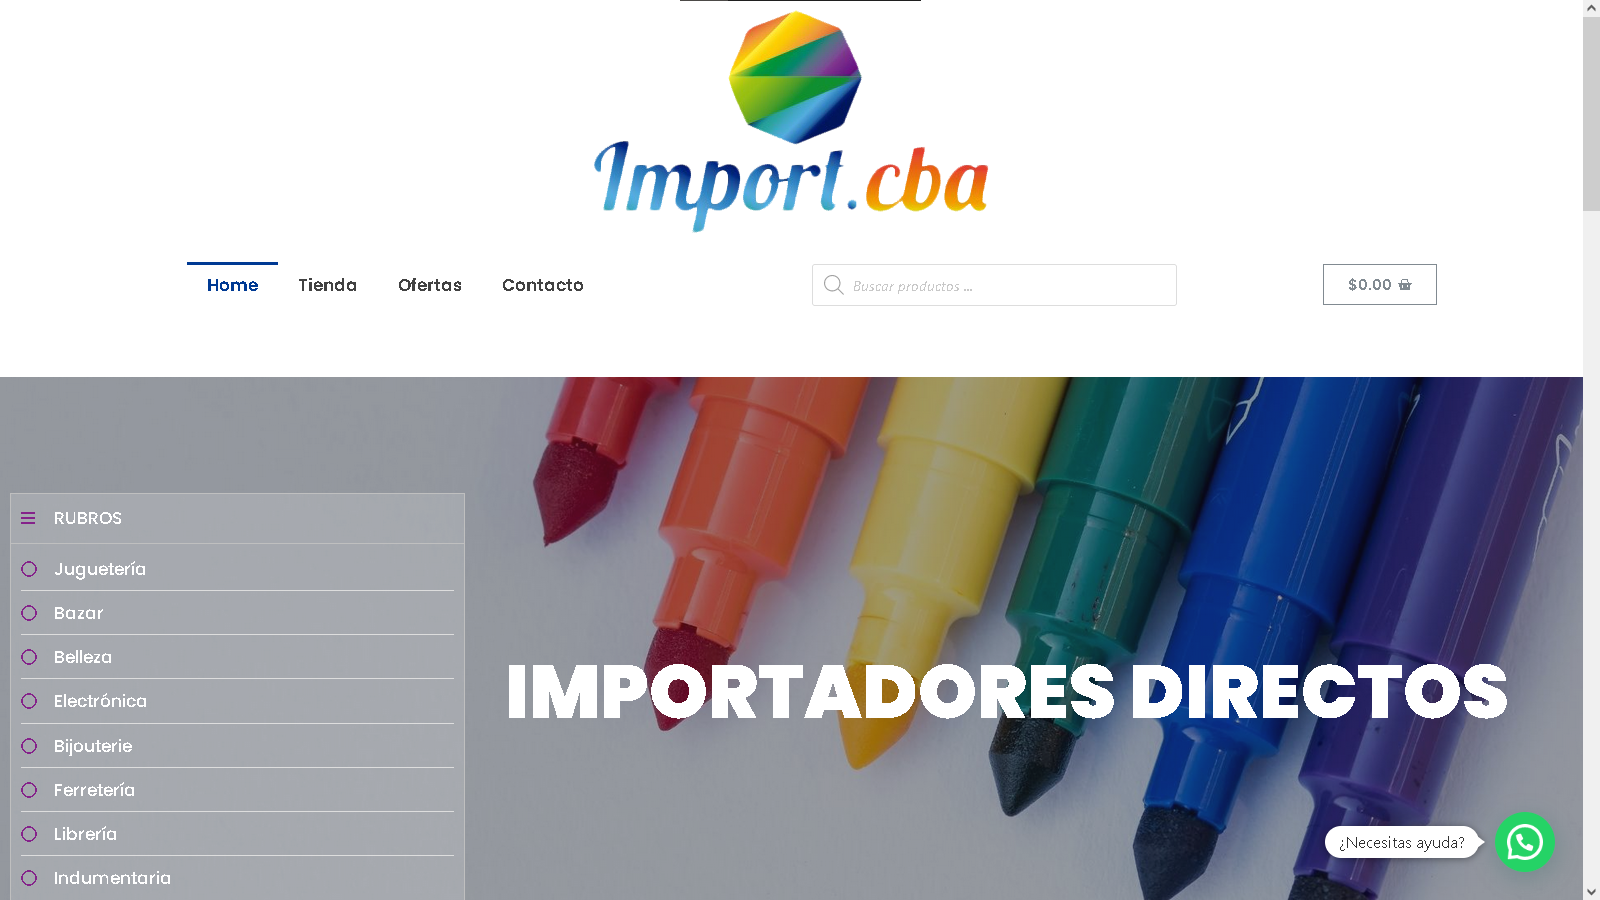 Import.cba
Home Tienda Ofertas Contacto
Buscar productos ...
$0.00
RUBROS
Juguetería
Bazar
Belleza
Electrónica
Bijouterie
Ferretería
Librería
Indumentaria
IMPORTADORES DIRECTOS
¿Necesitas ayuda?